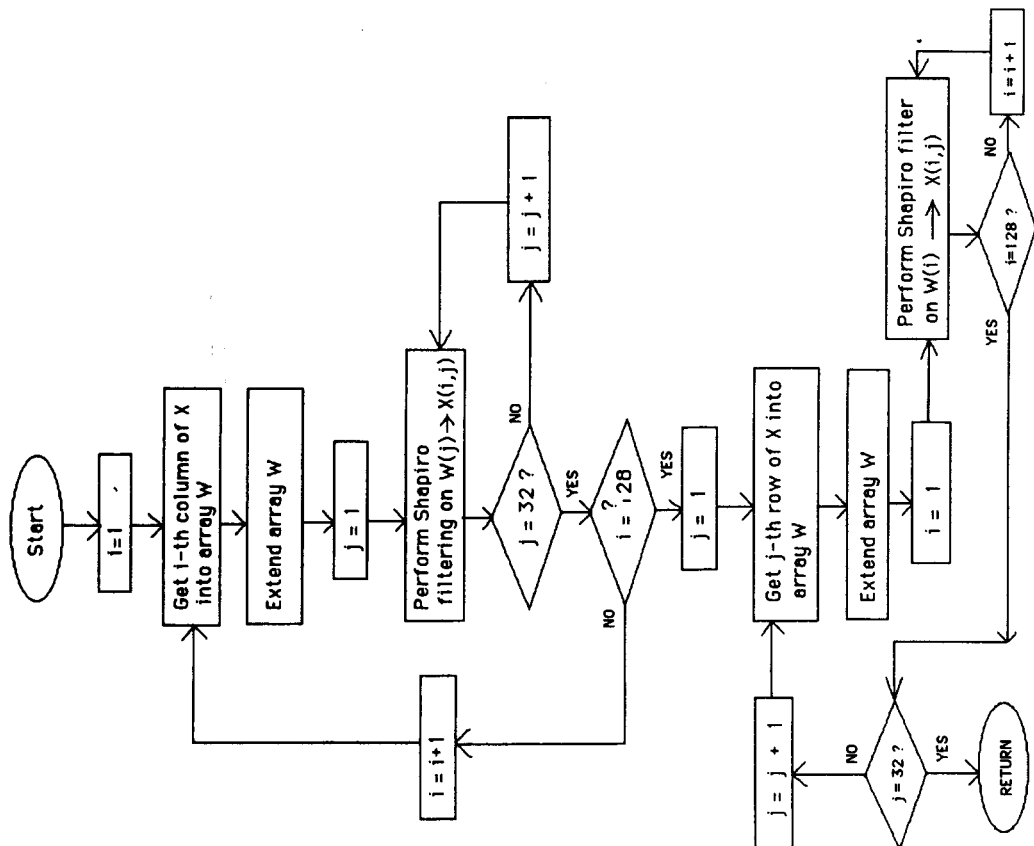 Start
i=1
Get i-th column of X
into array W
Extend array W
j = 1
Perform Shapiro
filtering on W(j) → X(i,j)
j = j + 1
NO
j = 32 ?
YES
?
i = 128
NO
YES
i = i+1
j = 1
Get j-th row of X into
array W
Extend array W
i = 1
Perform Shapiro filter
on W(i) → X(i,j)
i = i + 1
NO
i=128 ?
YES
j = j + 1
NO
j = 32 ?
YES
RETURN